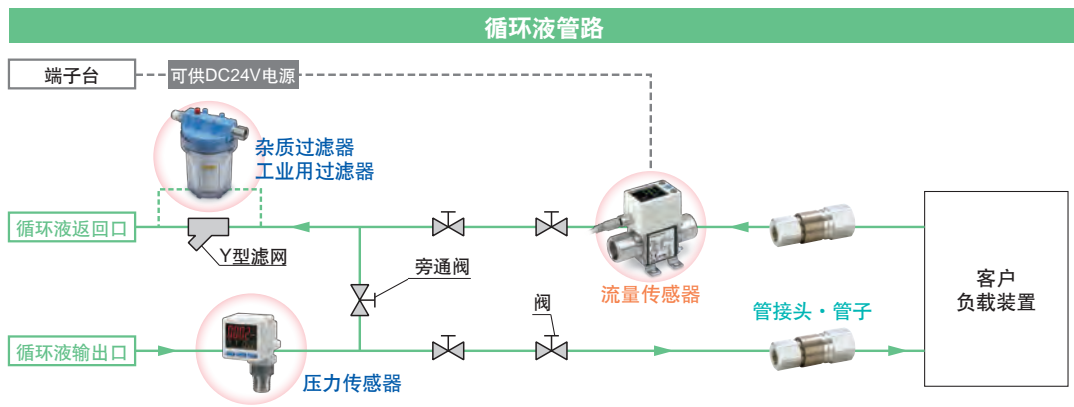 循环液管路
端子台
可供DC24V电源
杂质过滤器
工业用过滤器
循环液返回口
Y型滤网
旁通阀
流量传感器
阀
管接头・管子
客户
负载装置
循环液输出口
压力传感器